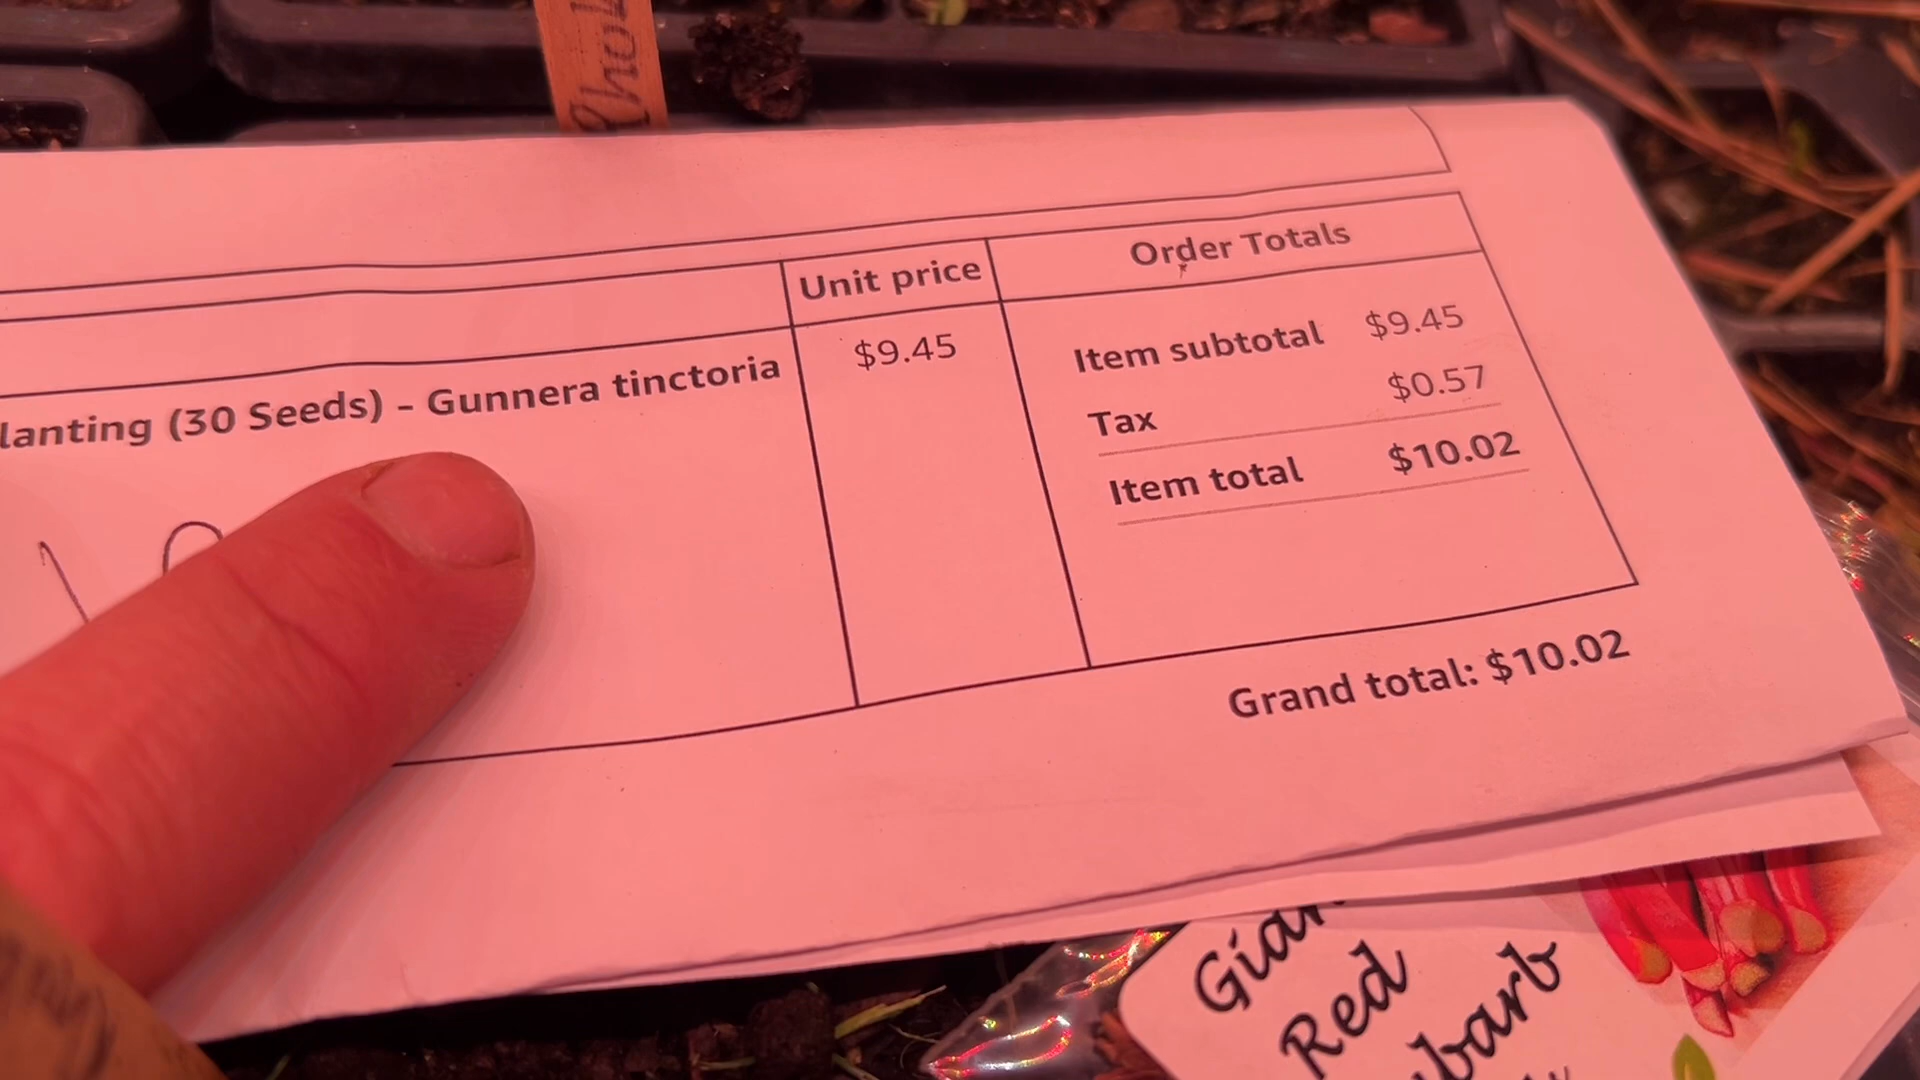 Unit price
Order Totals
lanting (30 Seeds) - Gunnera tinctoria
$9.45
Item subtotal $9.45
Tax $0.57
Item total $10.02
Grand total: $10.02
Red